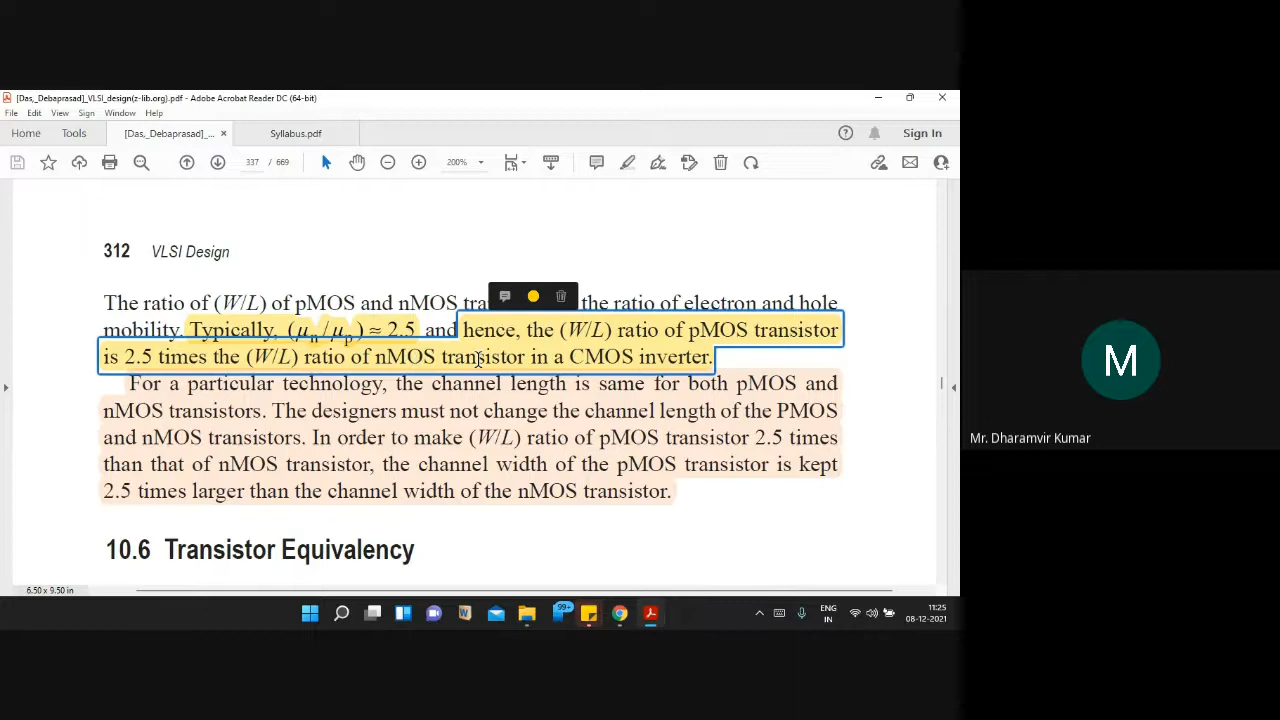 [Das,_Debaprasad]_VLSI_design(z-lib.org).pdf - Adobe Acrobat Reader DC (64-bit)
File Edit View Sign Window Help
Home Tools [Das,_Debaprasad]_... × Syllabus.pdf Sign In
337 / 669 200%
312 VLSI Design
The ratio of (W/L) of pMOS and nMOS the ratio of electron and hole
mobility. Typically, (μn/μp) ≈ 2.5 and hence, the (W/L) ratio of pMOS transistor
is 2.5 times the (W/L) ratio of nMOS transistor in a CMOS inverter.
For a particular technology, the channel length is same for both pMOS and
nMOS transistors. The designers must not change the channel length of the PMOS
and nMOS transistors. In order to make (W/L) ratio of pMOS transistor 2.5 times
than that of nMOS transistor, the channel width of the pMOS transistor is kept
2.5 times larger than the channel width of the nMOS transistor.
10.6 Transistor Equivalency
6.50 x 9.50 in
99+
ENG
IN
11:25
08-12-2021
M
Mr. Dharamvir Kumar